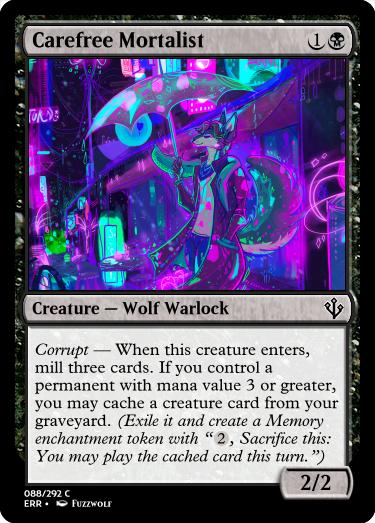 Carefree Mortalist 1
Creature — Wolf Warlock
Corrupt — When this creature enters,
mill three cards. If you control a
permanent with mana value 3 or greater,
you may cache a creature card from your
graveyard. (Exile it and create a Memory
enchantment token with “2, Sacrifice this:
You may play the cached card this turn.”)
2/2
088/292 C
ERR • Fuzzwolf